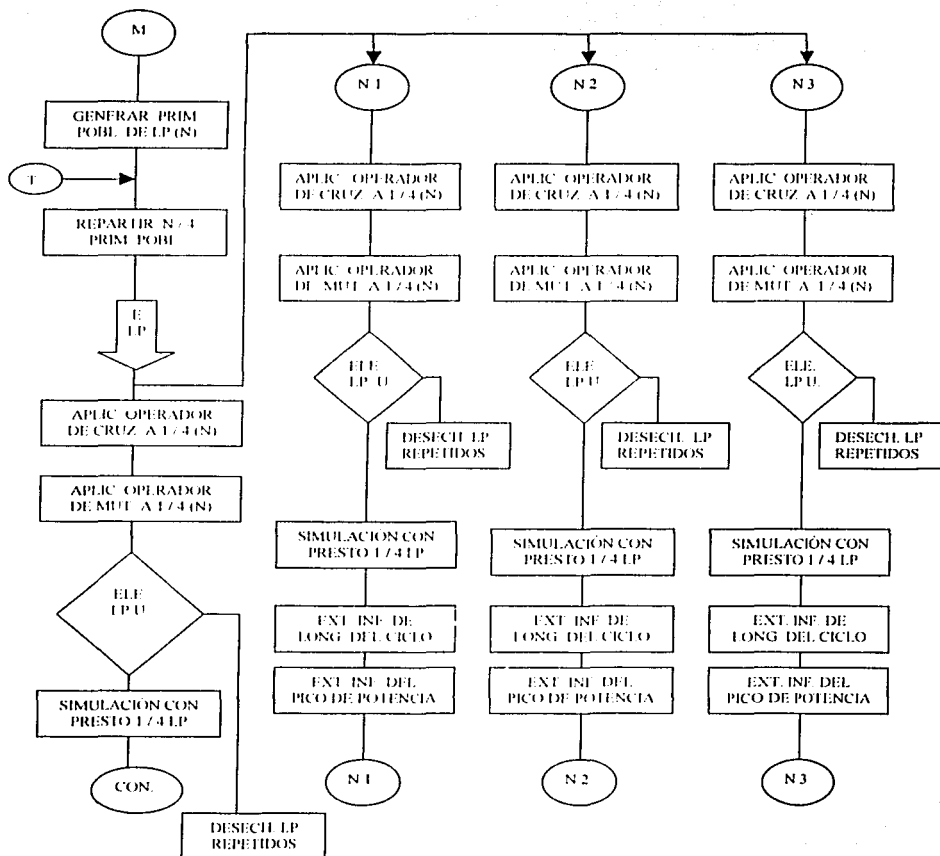 M
GENERAR PRIM
POBL DE LP (N)
T
REPARTIR N / 4
PRIM POBL
E
LP
APLIC OPERADOR
DE CRUZ A 1 / 4 (N)
APLIC OPERADOR
DE MUT A 1 / 4 (N)
ELE
LP U
SIMULACIÓN CON
PRESTO 1 / 4 LP
CON.
DESECH. LP
REPETIDOS
N 1
APLIC OPERADOR
DE CRUZ A 1 / 4 (N)
APLIC OPERADOR
DE MUT A 1 / 4 (N)
ELE
LP U
DESECH. LP
REPETIDOS
SIMULACIÓN CON
PRESTO 1 / 4 LP
EXT INF. DE
LONG DEL CICLO
EXT INF. DEL
PICO DE POTENCIA
N 1
N 2
APLIC OPERADOR
DE CRUZ A 1 / 4 (N)
APLIC OPERADOR
DE MUT A 1 / 4 (N)
ELE
LP U
DESECH. LP
REPETIDOS
SIMULACIÓN CON
PRESTO 1 / 4 LP
EXT. INF. DE
LONG DEL CICLO
EXT INF. DEL
PICO DE POTENCIA
N 2
N 3
APLIC OPERADOR
DE CRUZ A 1 / 4 (N)
APLIC OPERADOR
DE MUT A 1 / 4 (N)
ELE.
LP U.
DESECH. LP
REPETIDOS
SIMULACIÓN CON
PRESTO 1 / 4 LP
EXT. INF. DE
LONG DEL CICLO
EXT. INF. DEL
PICO DE POTENCIA
N 3